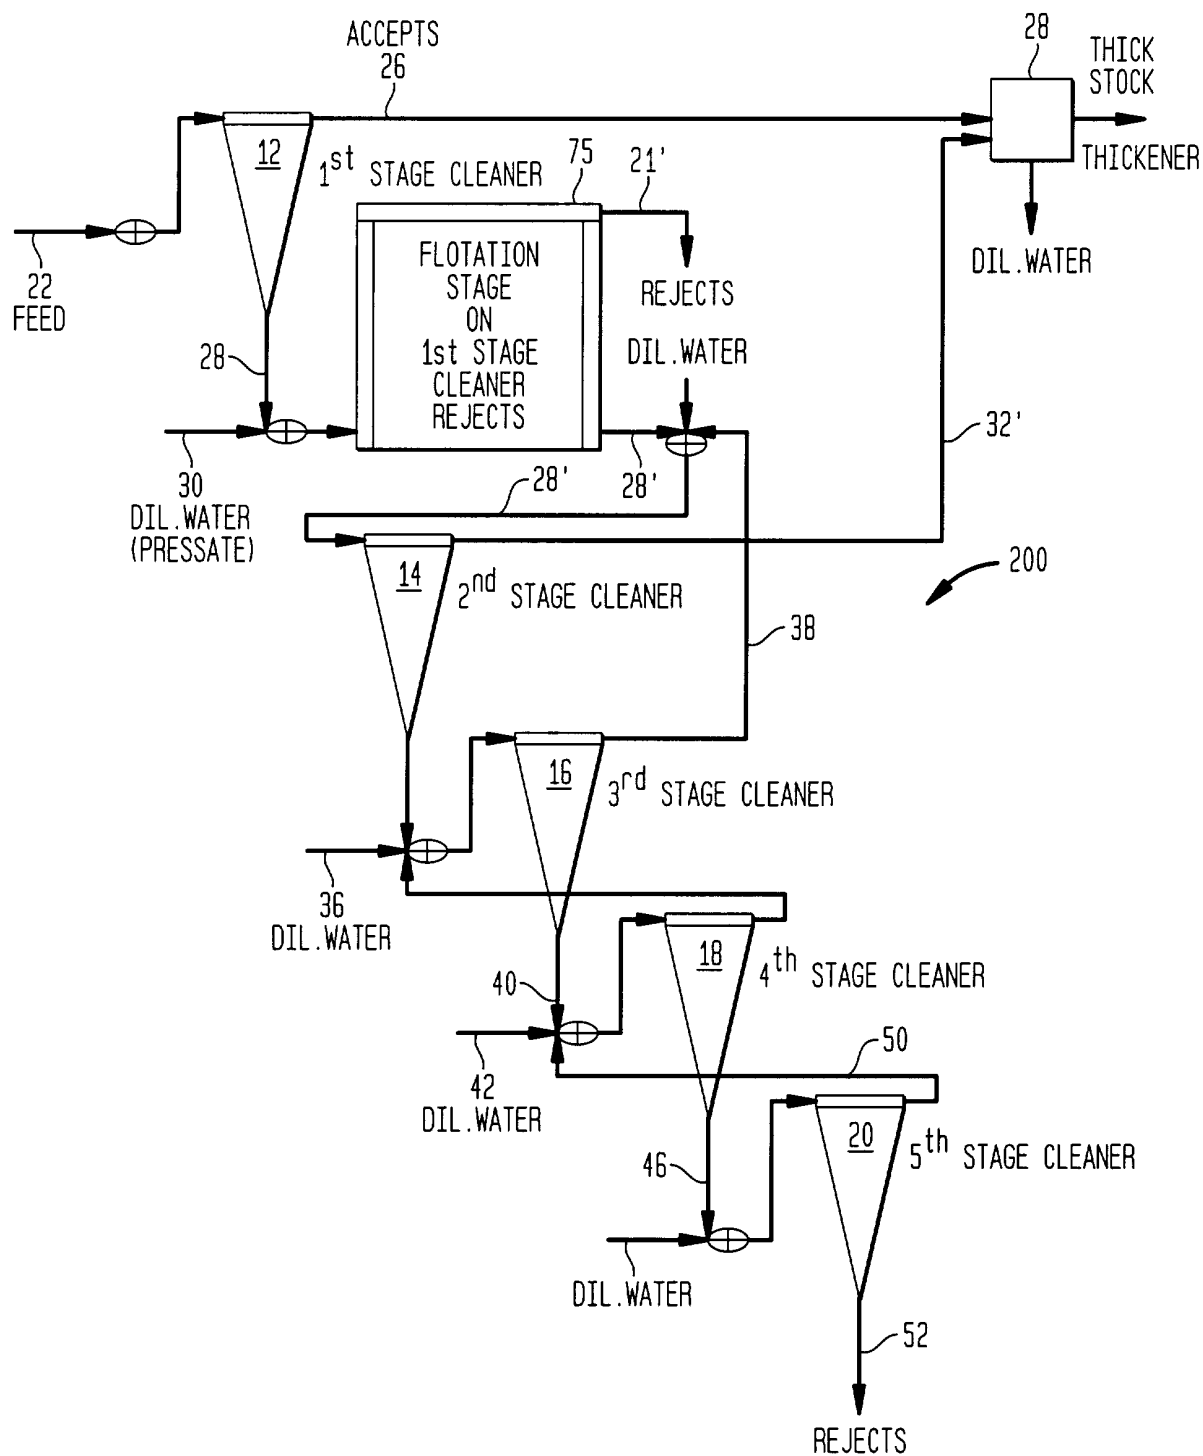 ACCEPTS
26
28
THICK
STOCK
THICKENER
DIL.WATER
12
1st STAGE CLEANER
75
21'
REJECTS
22
FEED
FLOTATION
STAGE
ON
1st STAGE
CLEANER
REJECTS
DIL.WATER
28
30
DIL.WATER
(PRESSATE)
28'
28'
32'
200
14
2nd STAGE CLEANER
38
16
3rd STAGE CLEANER
36
DIL.WATER
18
4th STAGE CLEANER
40
42
DIL.WATER
50
20
5th STAGE CLEANER
46
DIL.WATER
52
REJECTS